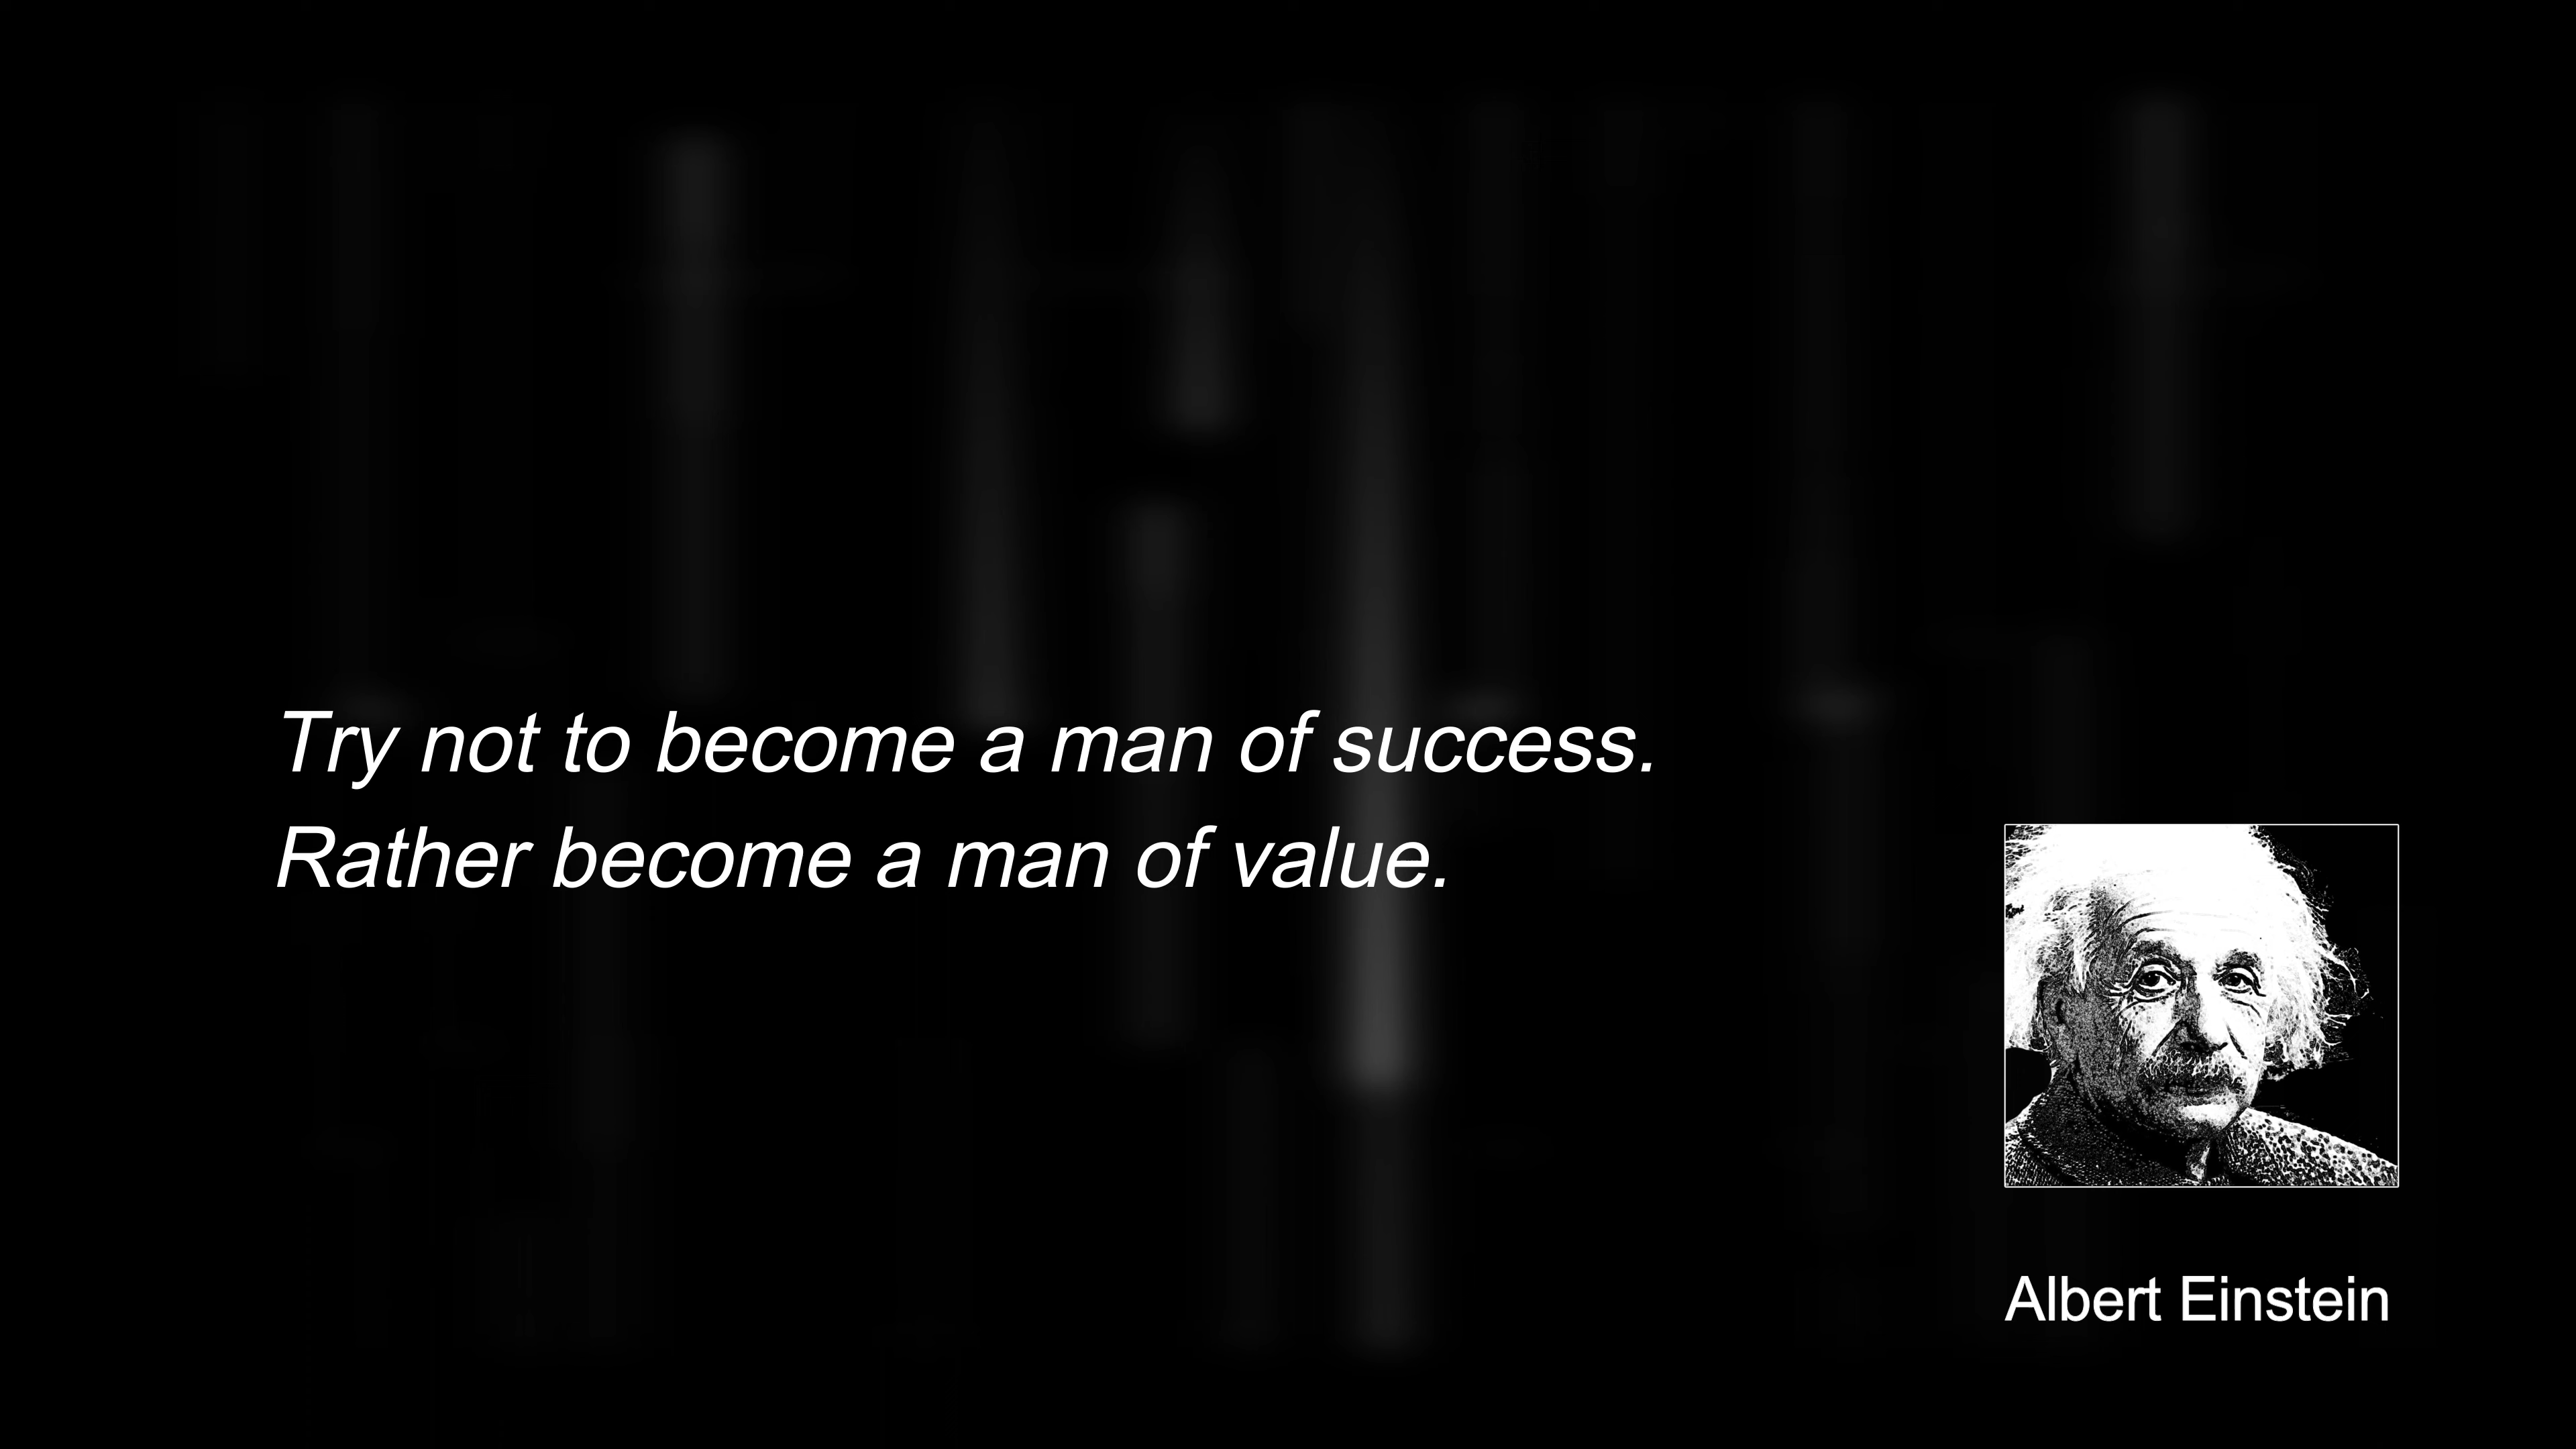 Try not to become a man of success.
Rather become a man of value.
Albert Einstein